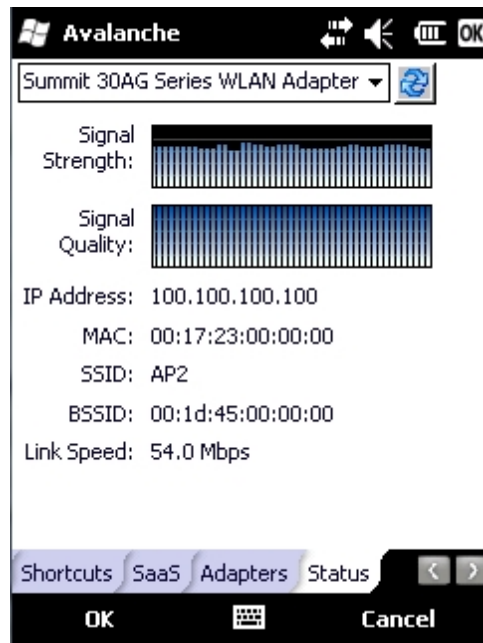 Avalanche OK
Summit 30AG Series WLAN Adapter
Signal
Strength:
Signal
Quality:
IP Address: 100.100.100.100
MAC: 00:17:23:00:00:00
SSID: AP2
BSSID: 00:1d:45:00:00:00
Link Speed: 54.0 Mbps
Shortcuts SaaS Adapters Status
OK Cancel